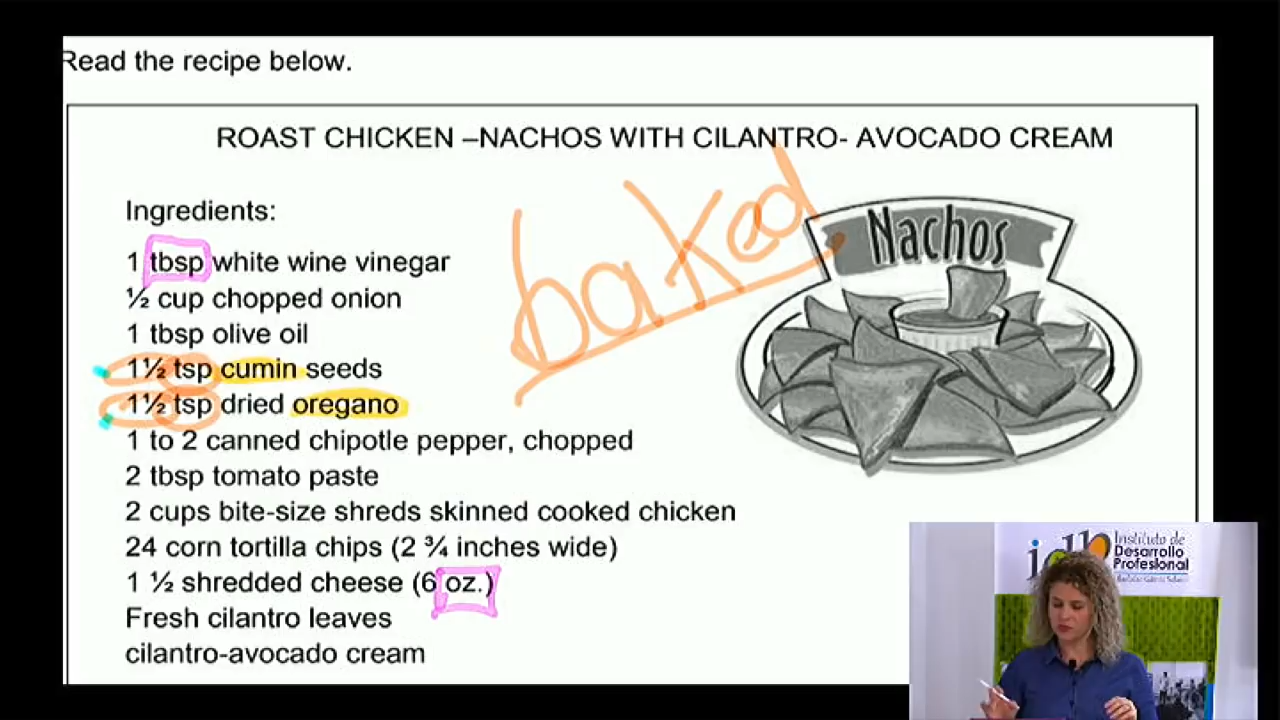 Read the recipe below.
ROAST CHICKEN –NACHOS WITH CILANTRO- AVOCADO CREAM
baked
Nachos
Ingredients:
1 tbsp white wine vinegar
½ cup chopped onion
1 tbsp olive oil
1½ tsp cumin seeds
1½ tsp dried oregano
1 to 2 canned chipotle pepper, chopped
2 tbsp tomato paste
2 cups bite-size shreds skinned cooked chicken
24 corn tortilla chips (2 ¾ inches wide)
1 ½ shredded cheese (6 oz.)
Fresh cilantro leaves
cilantro-avocado cream
Instituto de
Desarrollo
Profesional